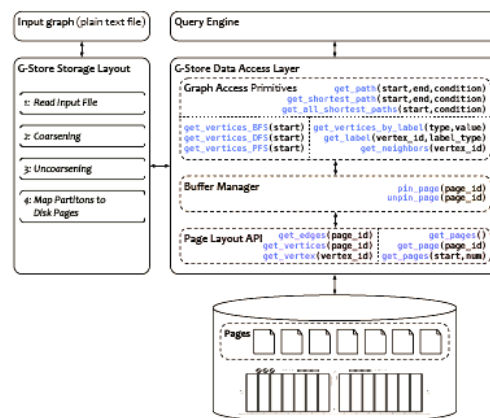 Input graph (plain text file)
Query Engine
G-Store Storage Layout
1: Read Input File
2: Coarsening
3: Uncoarsening
4: Map Partitons to
Disk Pages
G-Store Data Access Layer
Graph Access Primitives
get_path(start,end,condition)
get_shortest_path(start,end,condition)
get_all_shortest_paths(start,condition)
get_vertices_BFS(start)
get_vertices_DFS(start)
get_vertices_PFS(start)
get_vertices_by_label(type,value)
get_label(vertex_id,label_type)
get_neighbors(vertex_id)
Buffer Manager
pin_page(page_id)
unpin_page(page_id)
Page Layout API
get_edges(page_id)
get_vertices(page_id)
get_vertex(vertex_id)
get_pages()
get_page(page_id)
get_pages(start,num)
Pages